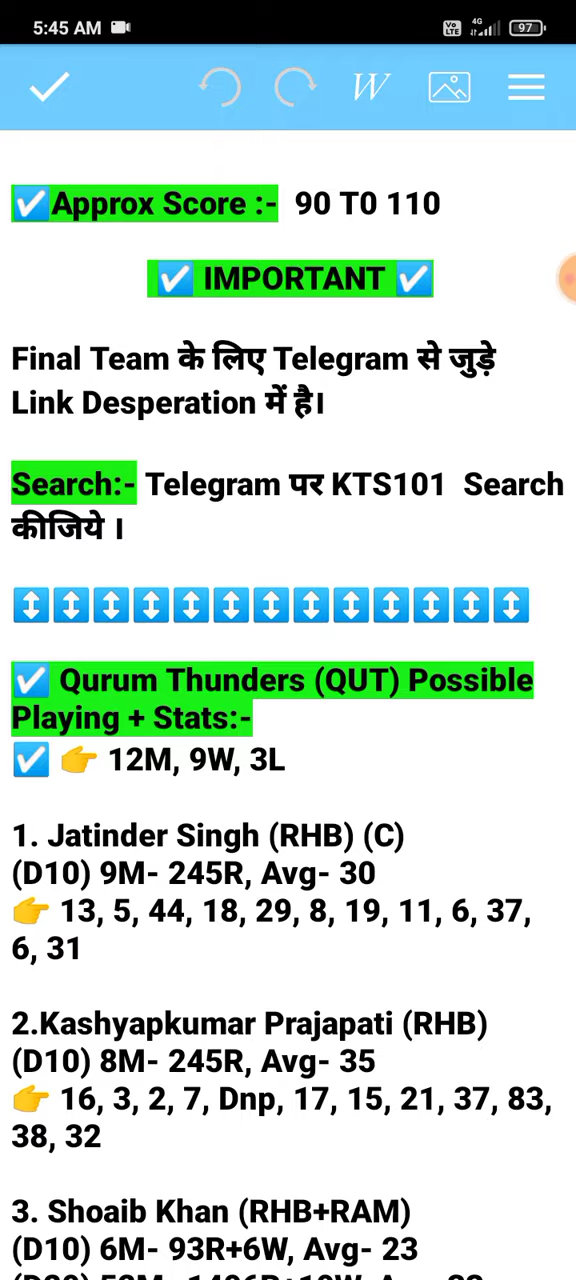 5:45 AM
Vo LTE 4G 97
W
✅Approx Score :- 90 T0 110
✅ IMPORTANT ✅
Final Team के लिए Telegram से जुड़े
Link Desperation में है।
Search:- Telegram पर KTS101 Search
कीजिये ।
↕️↕️↕️↕️↕️↕️↕️↕️↕️↕️↕️↕️↕️
✅ Qurum Thunders (QUT) Possible
Playing + Stats:-
✅ 👉 12M, 9W, 3L
1. Jatinder Singh (RHB) (C)
(D10) 9M- 245R, Avg- 30
👉 13, 5, 44, 18, 29, 8, 19, 11, 6, 37,
6, 31
2.Kashyapkumar Prajapati (RHB)
(D10) 8M- 245R, Avg- 35
👉 16, 3, 2, 7, Dnp, 17, 15, 21, 37, 83,
38, 32
3. Shoaib Khan (RHB+RAM)
(D10) 6M- 93R+6W, Avg- 23